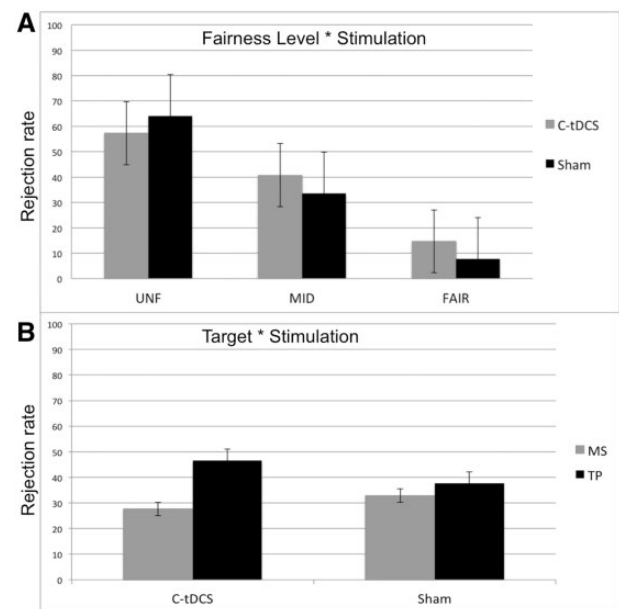 A
Fairness Level * Stimulation
Rejection rate
100
90
80
70
60
50
40
30
20
10
0
UNF MID FAIR
C-tDCS
Sham
B
Target * Stimulation
Rejection rate
100
90
80
70
60
50
40
30
20
10
0
C-tDCS Sham
MS
TP